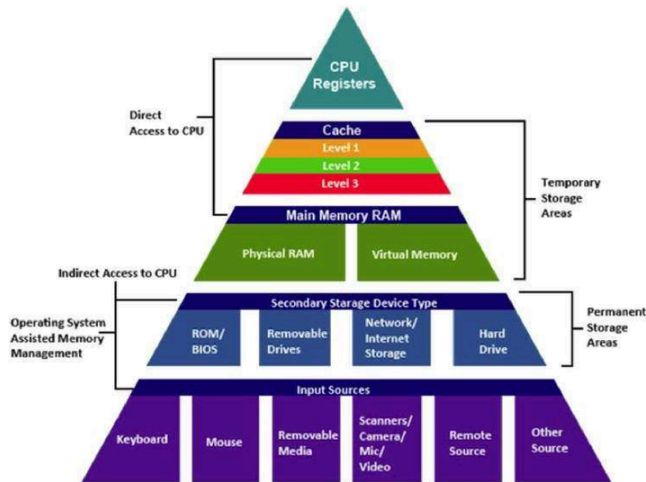 CPU
Registers
Direct
Access to CPU
Cache
Level 1
Level 2
Level 3
Temporary
Storage
Areas
Main Memory RAM
Physical RAM
Virtual Memory
Indirect Access to CPU
Operating System
Assisted Memory
Management
Secondary Starage Device Type
ROM/
BIOS
Removable
Drives
Network/
Internet
Storage
Hard
Drive
Permanent
Storage
Areas
Input Sources
Keyboard
Mouse
Removable
Media
Scanners/
Camera/
Mic/
Video
Remote
Source
Other
Source